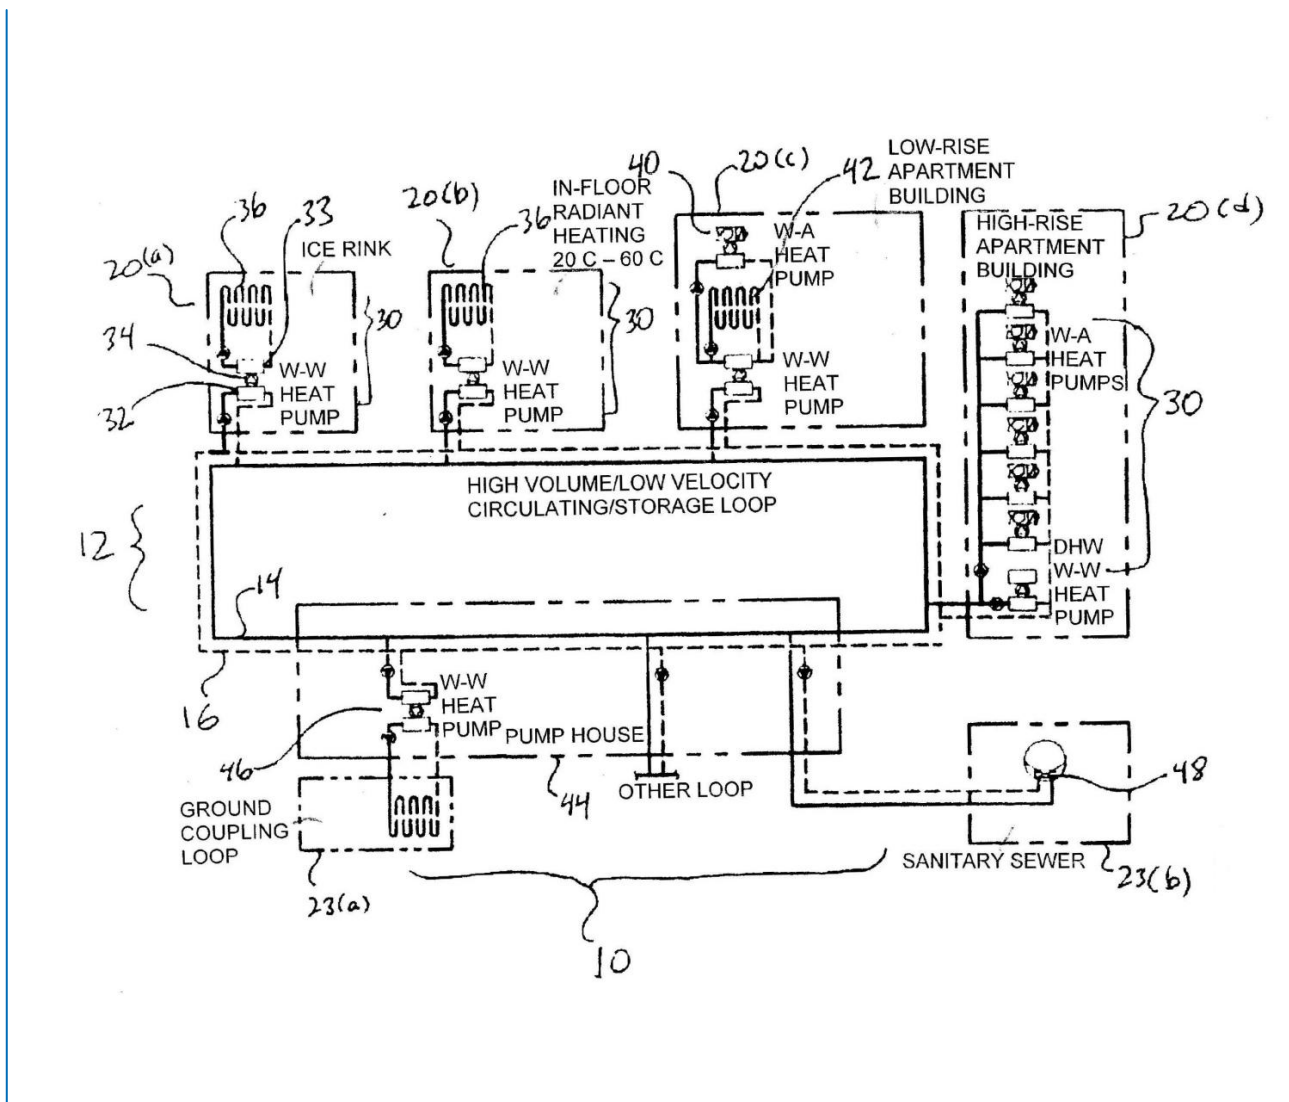 LOW-RISE
APARTMENT
BUILDING
40
20(c)
42
20(d)
36
33
20(b)
IN-FLOOR
RADIANT
HEATING
20 C – 60 C
36
W-A
HEAT
PUMP
HIGH-RISE
APARTMENT
BUILDING
20(a)
ICE RINK
30
30
34
32
W-W
HEAT
PUMP
W-W
HEAT
PUMP
W-W
HEAT
PUMP
W-A
HEAT
PUMPS
30
HIGH VOLUME/LOW VELOCITY
CIRCULATING/STORAGE LOOP
12
14
DHW
W-W
HEAT
PUMP
16
W-W
HEAT
PUMP
PUMP HOUSE
46
44
OTHER LOOP
48
GROUND
COUPLING
LOOP
SANITARY SEWER
23(a)
23(b)
10